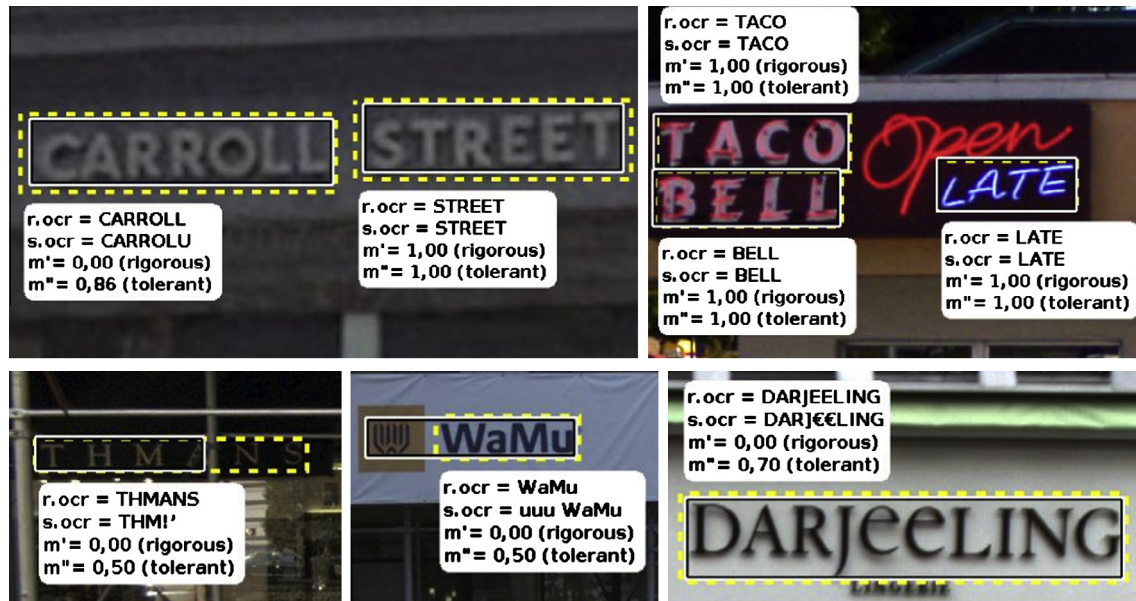 CARROLL STREET
r.ocr = CARROLL
s.ocr = CARROLU
m'= 0,00 (rigorous)
m"= 0,86 (tolerant)
r.ocr = STREET
s.ocr = STREET
m'= 1,00 (rigorous)
m"= 1,00 (tolerant)
r.ocr = TACO
s.ocr = TACO
m'= 1,00 (rigorous)
m"= 1,00 (tolerant)
TACO
BELL
Open
LATE
r.ocr = BELL
s.ocr = BELL
m'= 1,00 (rigorous)
m"= 1,00 (tolerant)
r.ocr = LATE
s.ocr = LATE
m'= 1,00 (rigorous)
m"= 1,00 (tolerant)
THMANS
r.ocr = THMANS
s.ocr = THMI'
m'= 0,00 (rigorous)
m"= 0,50 (tolerant)
WaMu
r.ocr = WaMu
s.ocr = uuu WaMu
m'= 0,00 (rigorous)
m"= 0,50 (tolerant)
r.ocr = DARJEELING
s.ocr = DARJ€€LING
m'= 0,00 (rigorous)
m"= 0,70 (tolerant)
DARJeeLING
LINGERIE